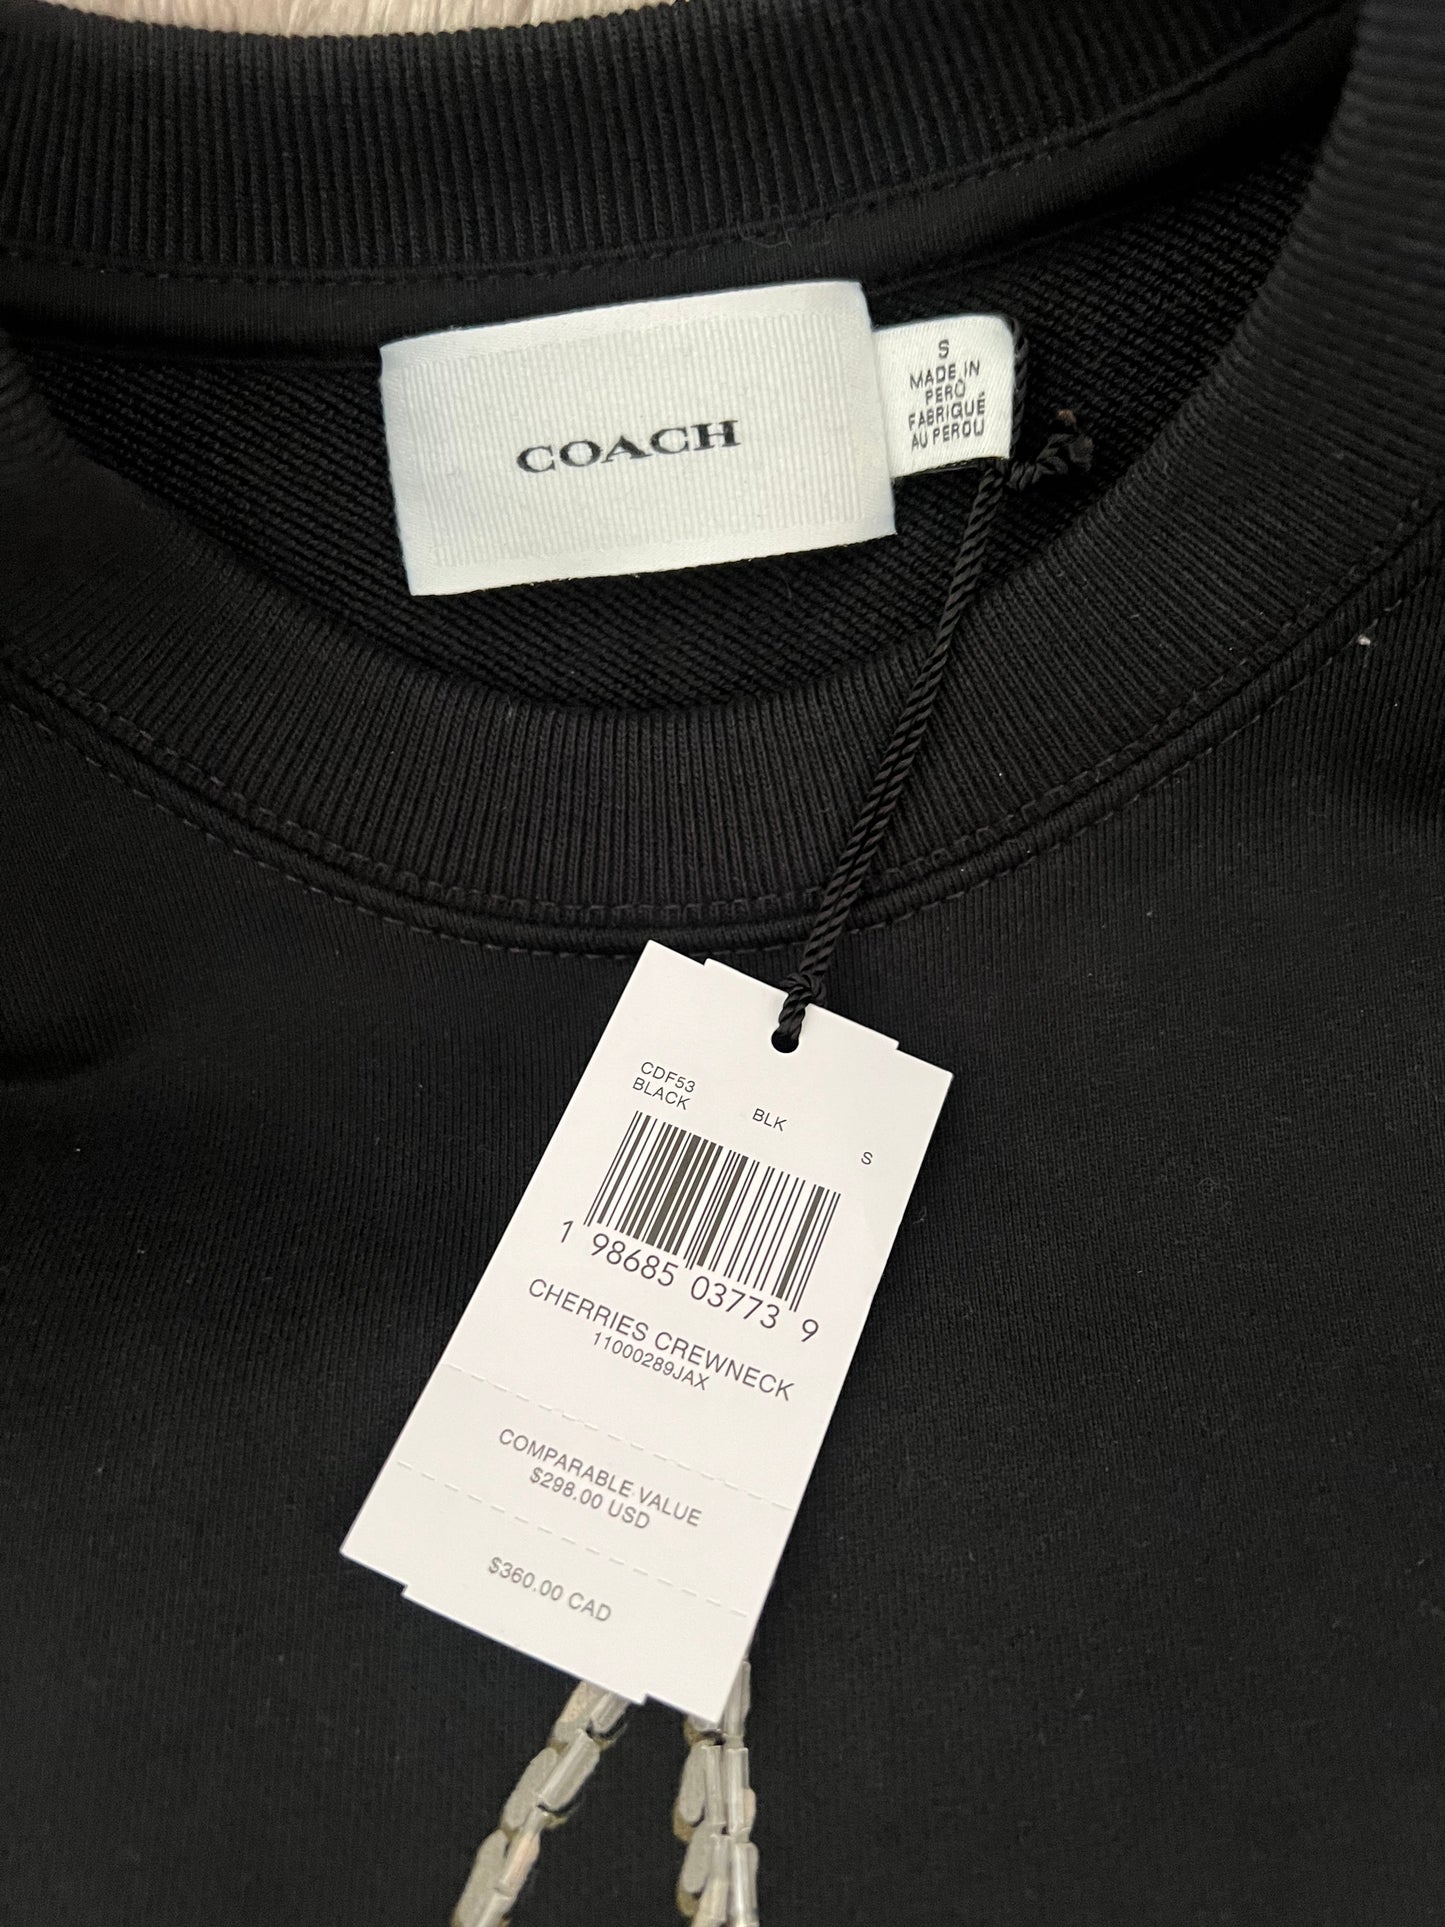 COACH
S
MADE IN
PERÚ
FABRIQUÉ
AU PEROU
CDF53
BLACK BLK S
1 98685 03773 9
CHERRIES CREWNECK
11000289JAX
COMPARABLE VALUE
$298.00 USD
$360.00 CAD